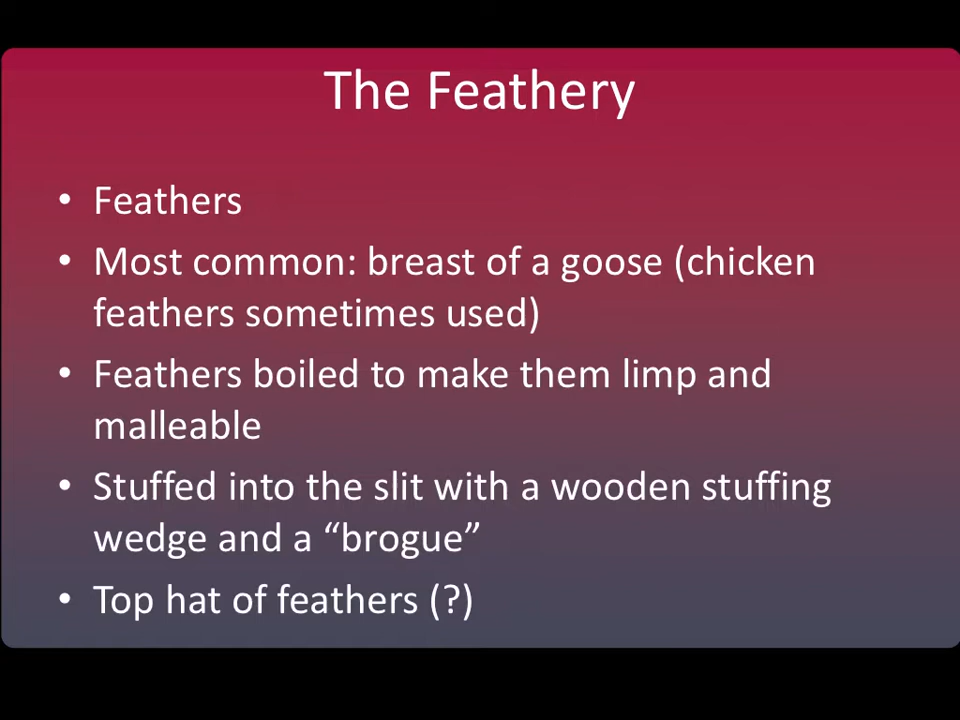 The Feathery
• Feathers
• Most common: breast of a goose (chicken
feathers sometimes used)
• Feathers boiled to make them limp and
malleable
• Stuffed into the slit with a wooden stuffing
wedge and a “brogue”
• Top hat of feathers (?)